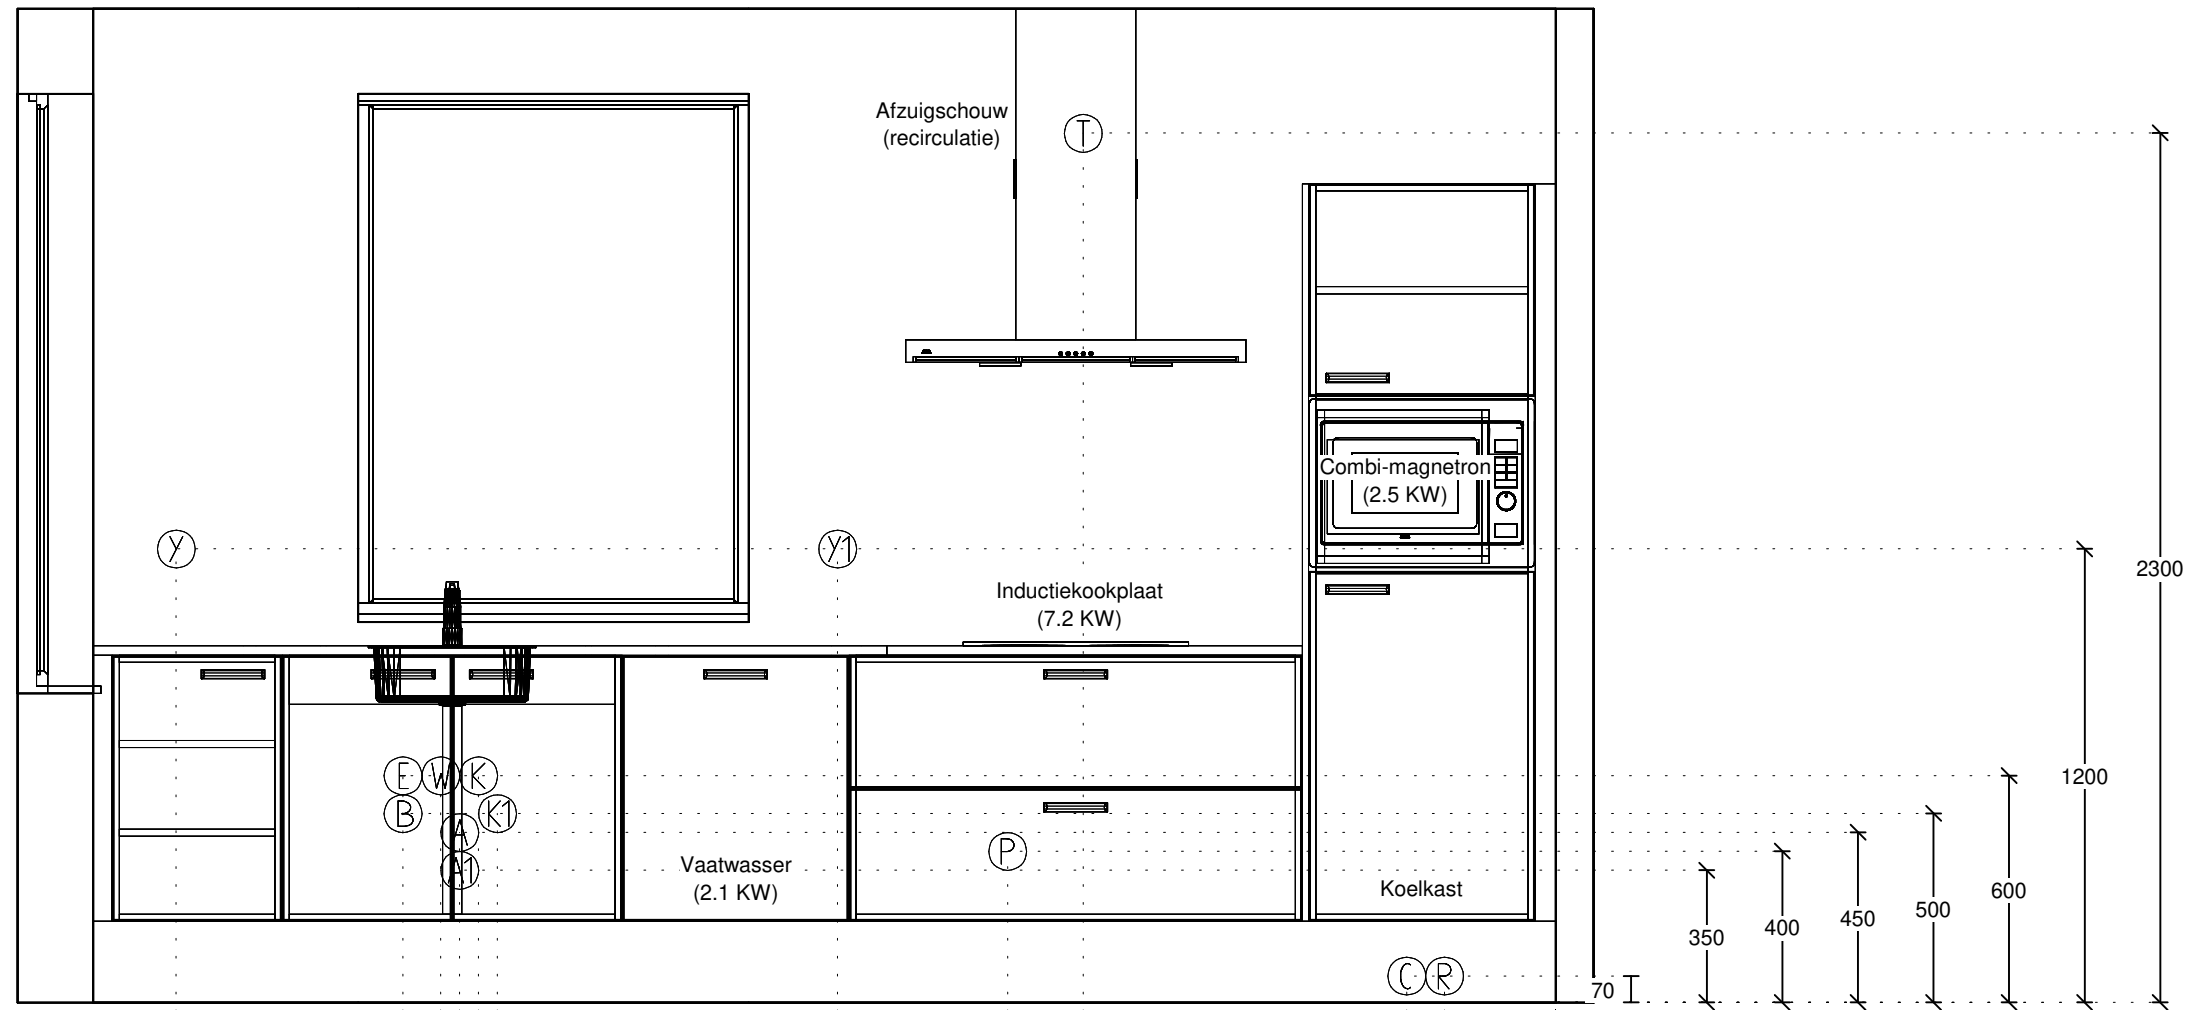 Afzuigschouw
(recirculatie)
T
Combi-magnetron
(2.5 KW)
Y
Y1
2300
Inductiekookplaat
(7.2 KW)
E W K
1200
B K1
A
P
A1
Vaatwasser
(2.1 KW)
Koelkast
600
500
450
400
350
C R
70